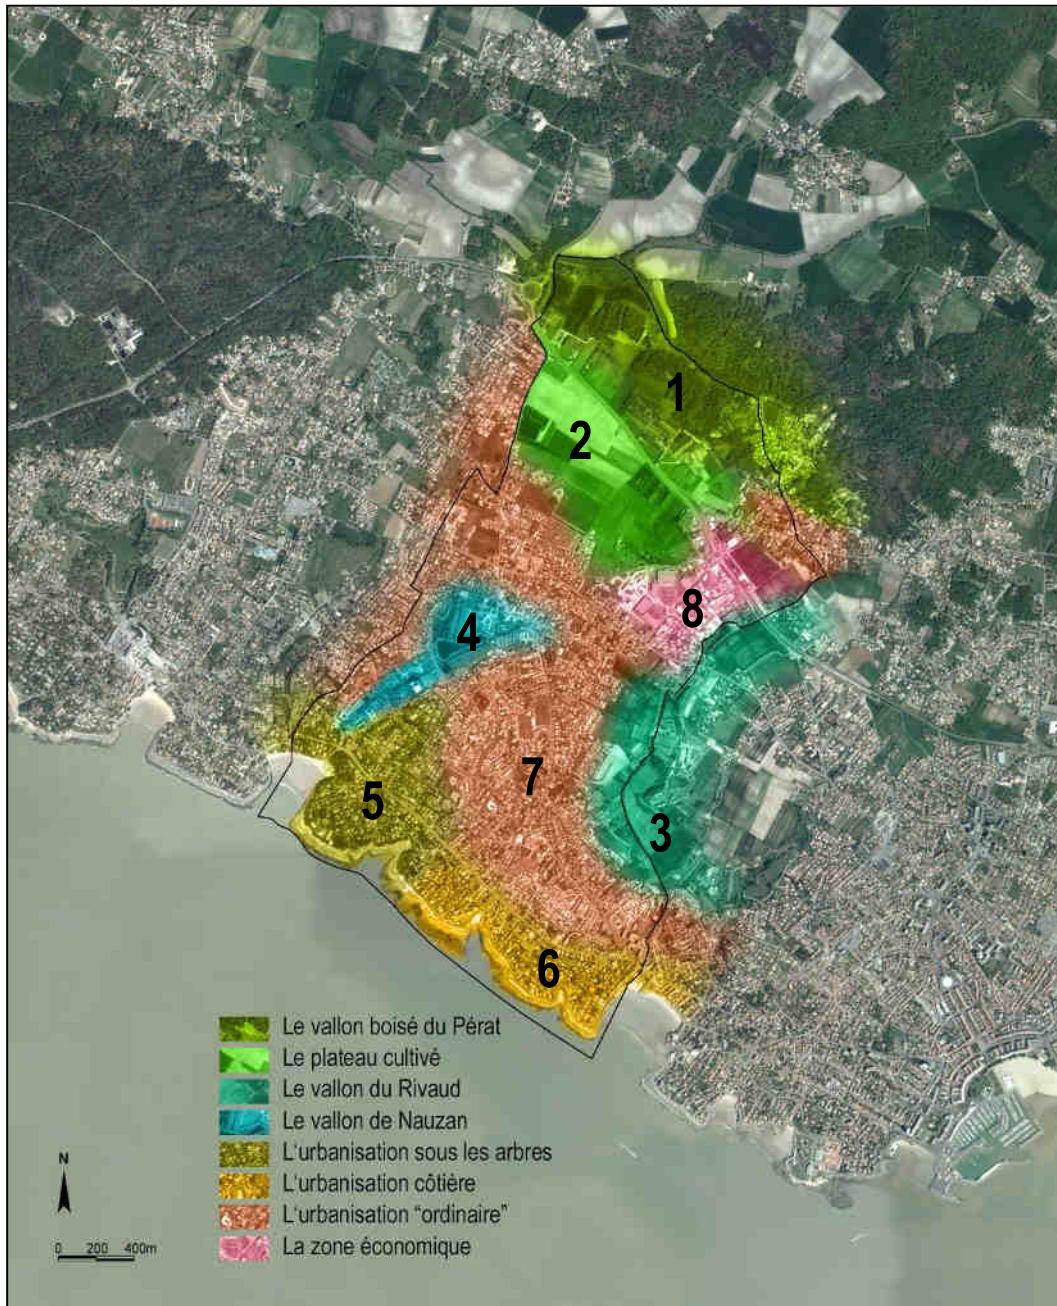 1
2
8
4
7
5
3
6
Le vallon boisé du Pérat
Le plateau cultivé
Le vallon du Rivaud
Le vallon de Nauzan
L'urbanisation sous les arbres
L'urbanisation côtière
L'urbanisation "ordinaire"
La zone économique
N
0 200 400m